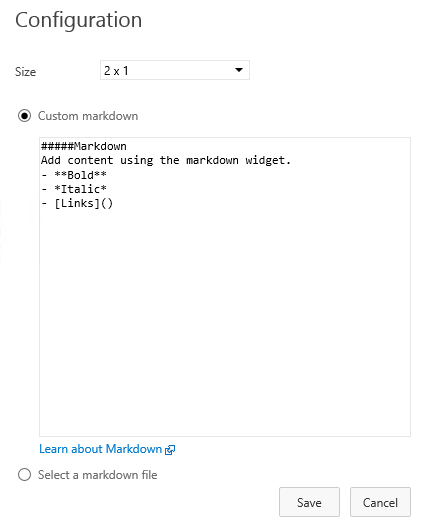 Configuration
Size 2 x 1
Custom markdown
#####Markdown
Add content using the markdown widget.
- **Bold**
- *Italic*
- [Links]()
Learn about Markdown
Select a markdown file
Save Cancel